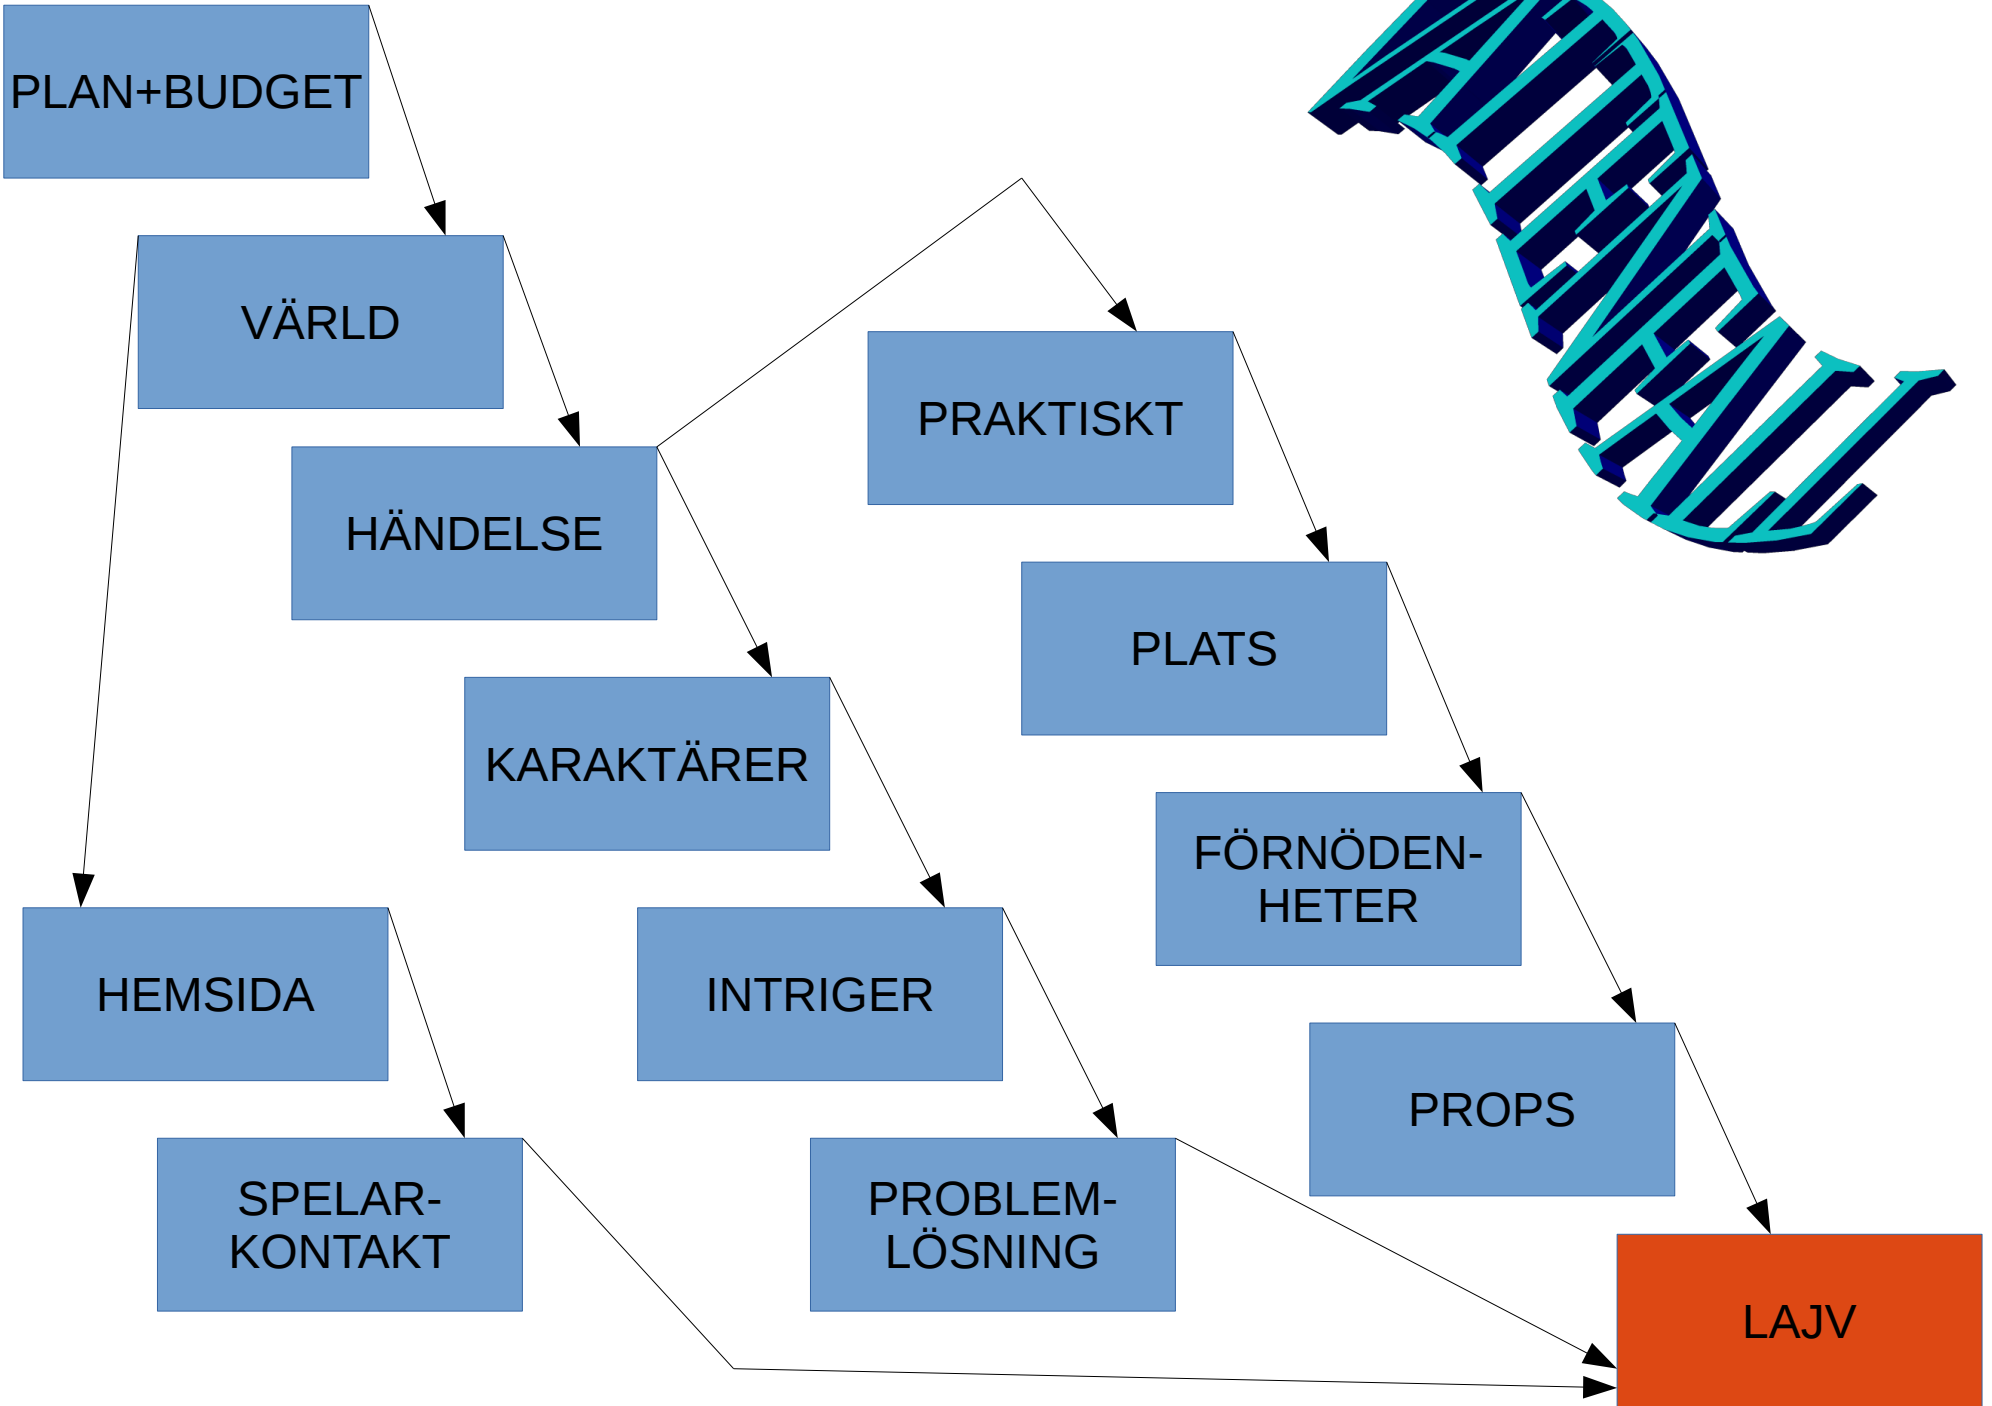 PLAN+BUDGET
VÄRLD
HÄNDELSE
PRAKTISKT
PLATS
KARAKTÄRER
FÖRNÖDEN-
HETER
HEMSIDA
INTRIGER
PROPS
SPELAR-
KONTAKT
PROBLEM-
LÖSNING
LAJV